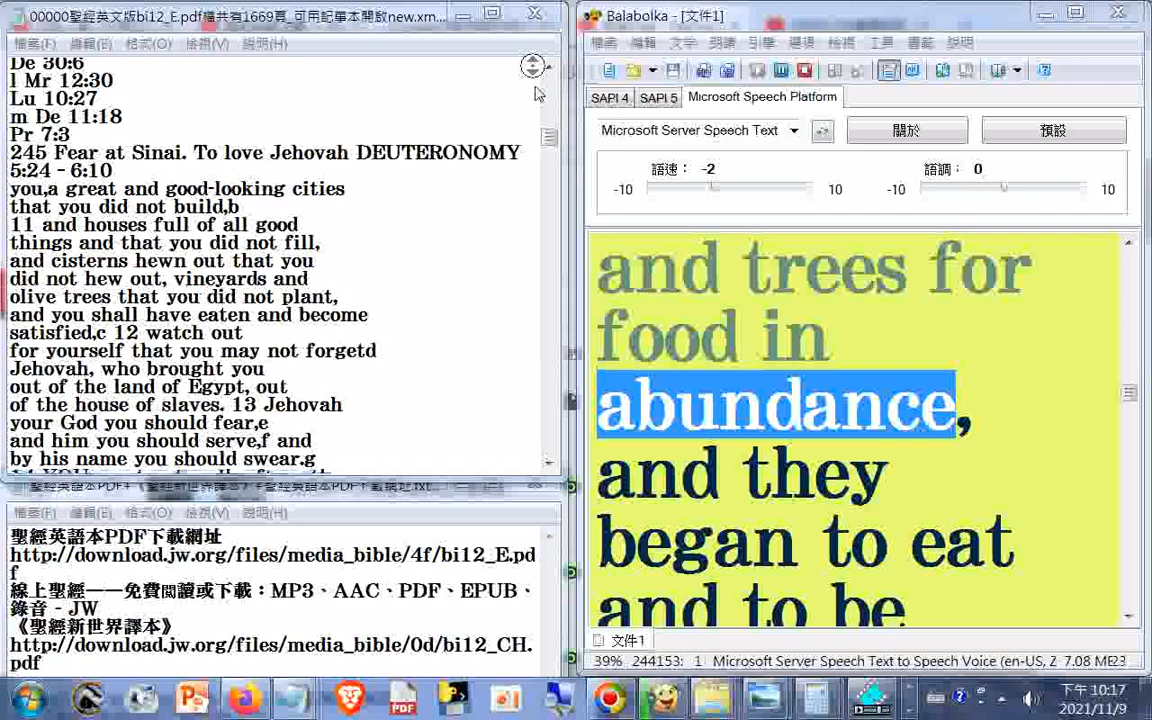 00000聖經英文版bi12_E.pdf檔共有1669頁_可用記事本開啟new.xm...
檔案(F) 編輯(E) 格式(O) 檢視(V) 說明(H)
De 30:6
l Mr 12:30
Lu 10:27
m De 11:18
Pr 7:3
245 Fear at Sinai. To love Jehovah DEUTERONOMY
5:24 - 6:10
you,a great and good-looking cities
that you did not build,b
11 and houses full of all good
things and that you did not fill,
and cisterns hewn out that you
did not hew out, vineyards and
olive trees that you did not plant,
and you shall have eaten and become
satisfied,c 12 watch out
for yourself that you may not forgetd
Jehovah, who brought you
out of the land of Egypt, out
of the house of slaves. 13 Jehovah
your God you should fear,e
and him you should serve,f and
by his name you should swear.g
檔案(F) 編輯(E) 格式(O) 檢視(V) 說明(H)
聖經英語本PDF下載網址
http://download.jw.org/files/media_bible/4f/bi12_E.pd
f
線上聖經——免費閱讀或下載：MP3、AAC、PDF、EPUB、
錄音 - JW
《聖經新世界譯本》
http://download.jw.org/files/media_bible/0d/bi12_CH.
pdf
Balabolka - [文件1]
檔案 編輯 文字 朗讀 引擎 選項 檢視 工具 書籤 說明
SAPI 4 SAPI 5 Microsoft Speech Platform
Microsoft Server Speech Text 關於 預設
語速： -2 語調： 0
-10 10 -10 10
and trees for
food in
abundance,
and they
began to eat
and to be
文件1
39% 244153: 1 Microsoft Server Speech Text to Speech Voice (en-US, Z 7.08 ME23
下午 10:17
2021/11/9